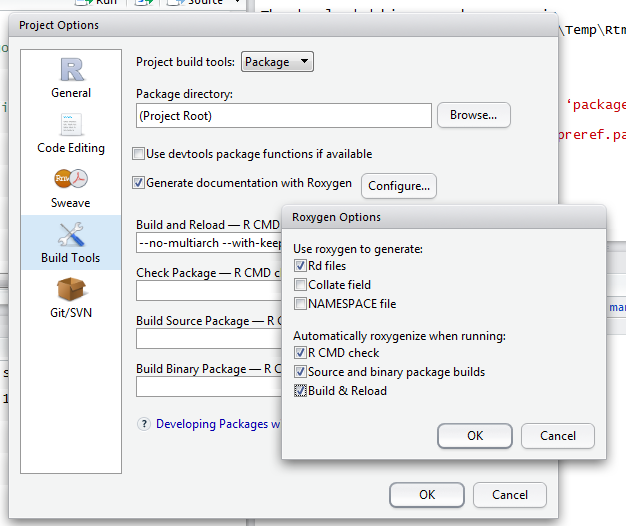 Run
Source
Project Options
\Temp\Rtm
General
Code Editing
Sweave
Build Tools
Git/SVN
Project build tools: Package
Package directory:
(Project Root)
Browse...
Use devtools package functions if available
Generate documentation with Roxygen
Configure...
Build and Reload — R CMD
--no-multiarch --with-keep
Check Package — R CMD c
Build Source Package — R
Build Binary Package — R C
? Developing Packages w
OK
Cancel
Roxygen Options
Use roxygen to generate:
Rd files
Collate field
NAMESPACE file
Automatically roxygenize when running:
R CMD check
Source and binary package builds
Build & Reload
OK
Cancel
‘package
preref.pa
mar